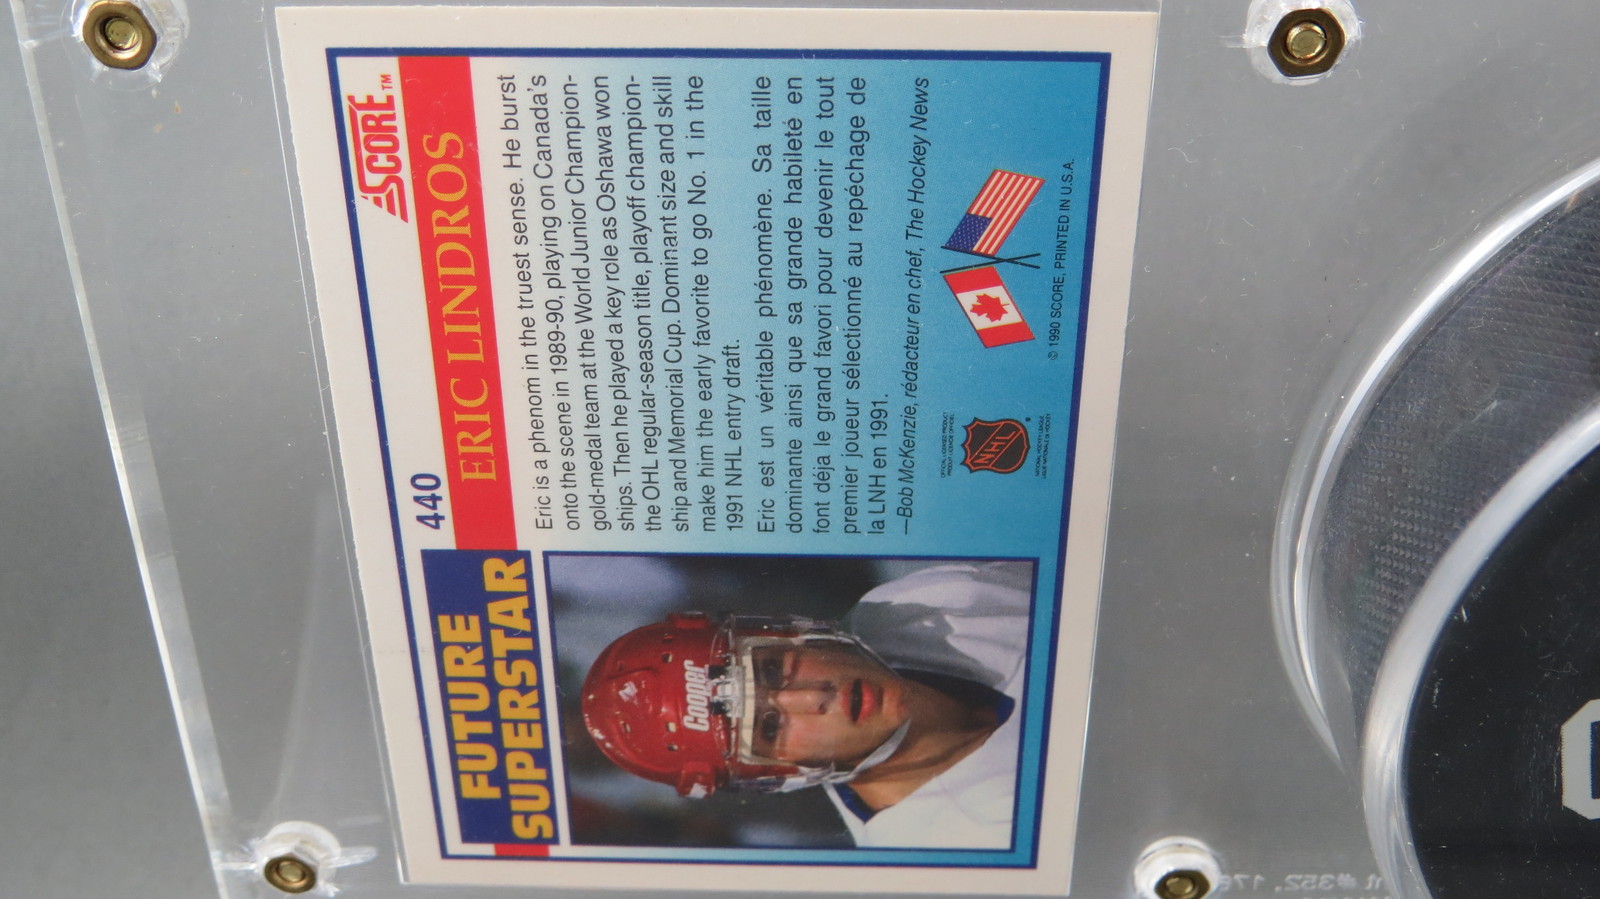 SCORE™
440
ERIC LINDROS
FUTURE
SUPERSTAR
Cooper
Eric is a phenom in the truest sense. He burst
onto the scene in 1989-90, playing on Canada's
gold-medal team at the World Junior Champion-
ships. Then he played a key role as Oshawa won
the OHL regular-season title, playoff champion-
ship and Memorial Cup. Dominant size and skill
make him the early favorite to go No. 1 in the
1991 NHL entry draft.
Eric est un véritable phénomène. Sa taille
dominante ainsi que sa grande habileté en
font déja le grand favori pour devenir le tout
premier joueur sélectionné au repéchage de
la LNH en 1991.
—Bob McKenzie, rédacteur en chef, The Hockey News
NHL
© 1990 SCORE, PRINTED IN U.S.A.